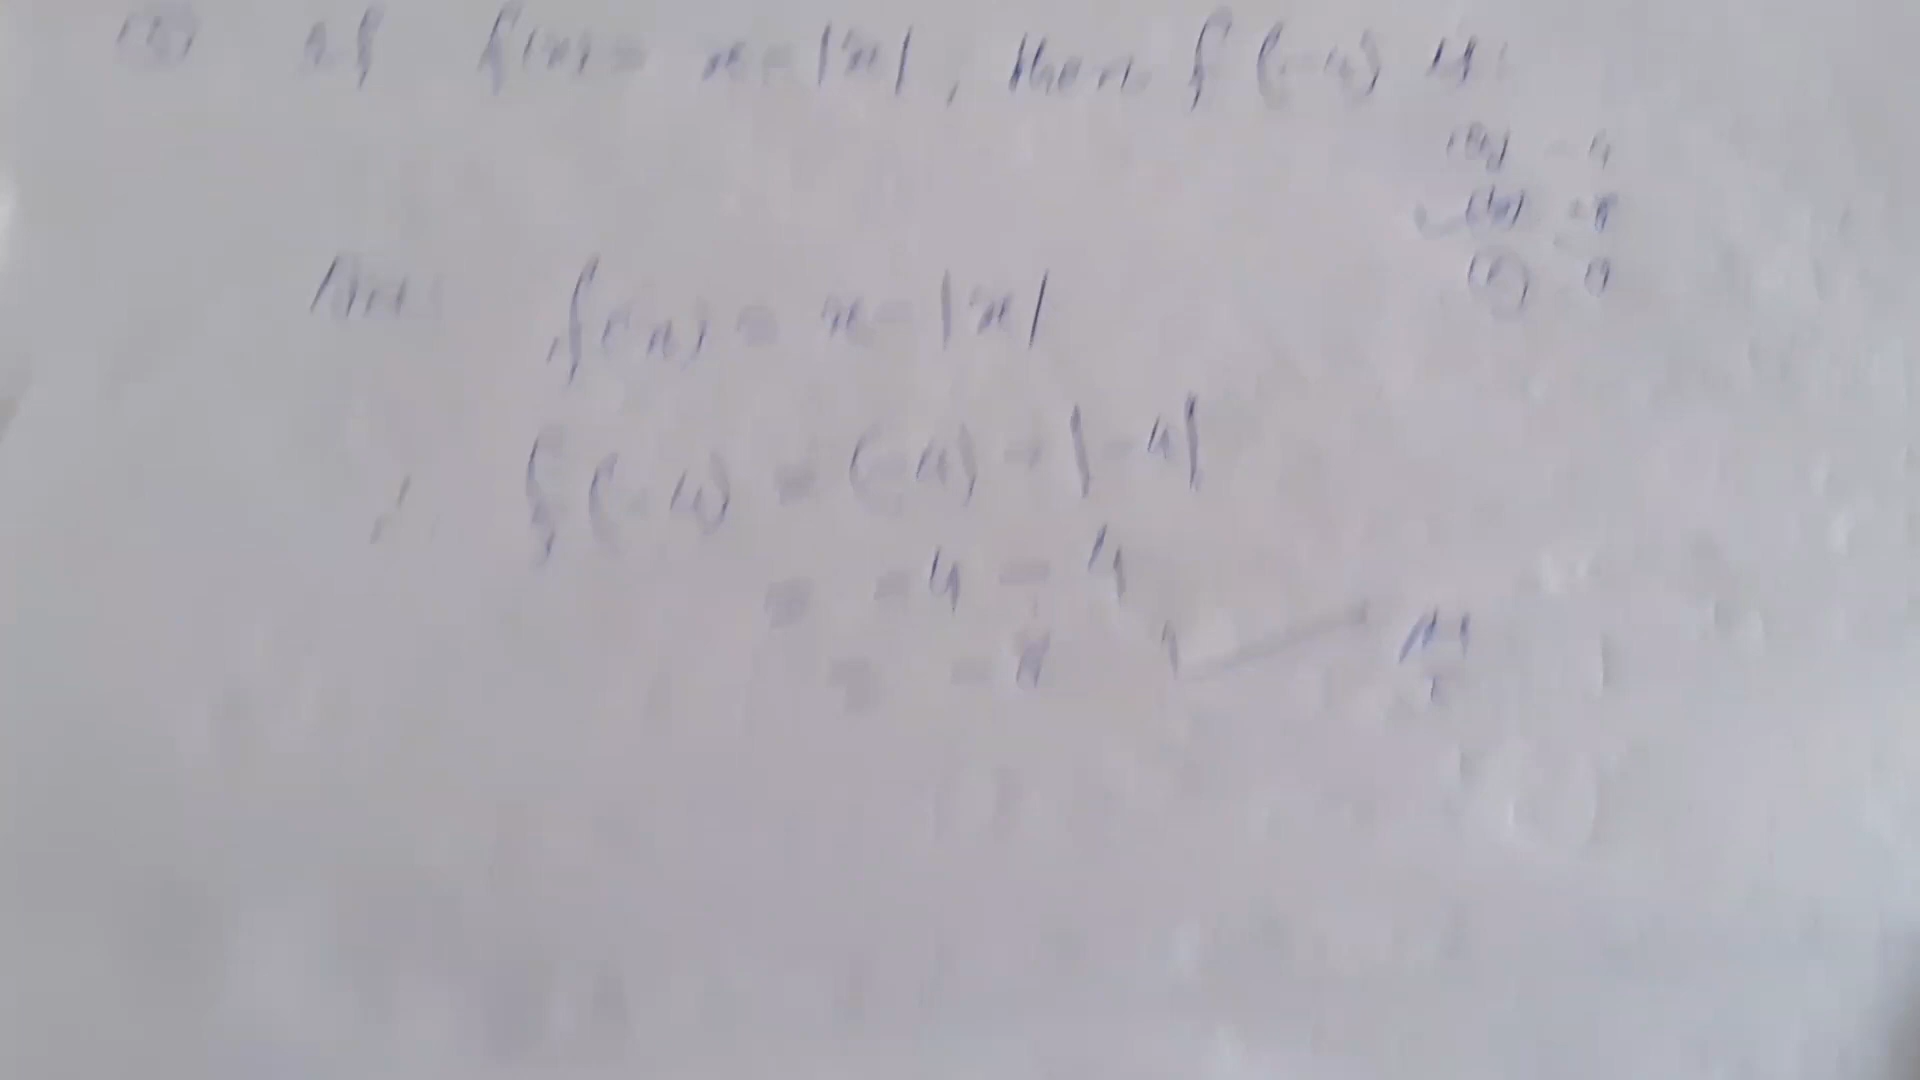 If f(x) = x - |x|, then f(-4) is:
(a) -4
(b) -8
(c) 0
Ans: f(x) = x - |x|
∴ f(-4) = (-4) - |-4|
= -4 - 4
= -8